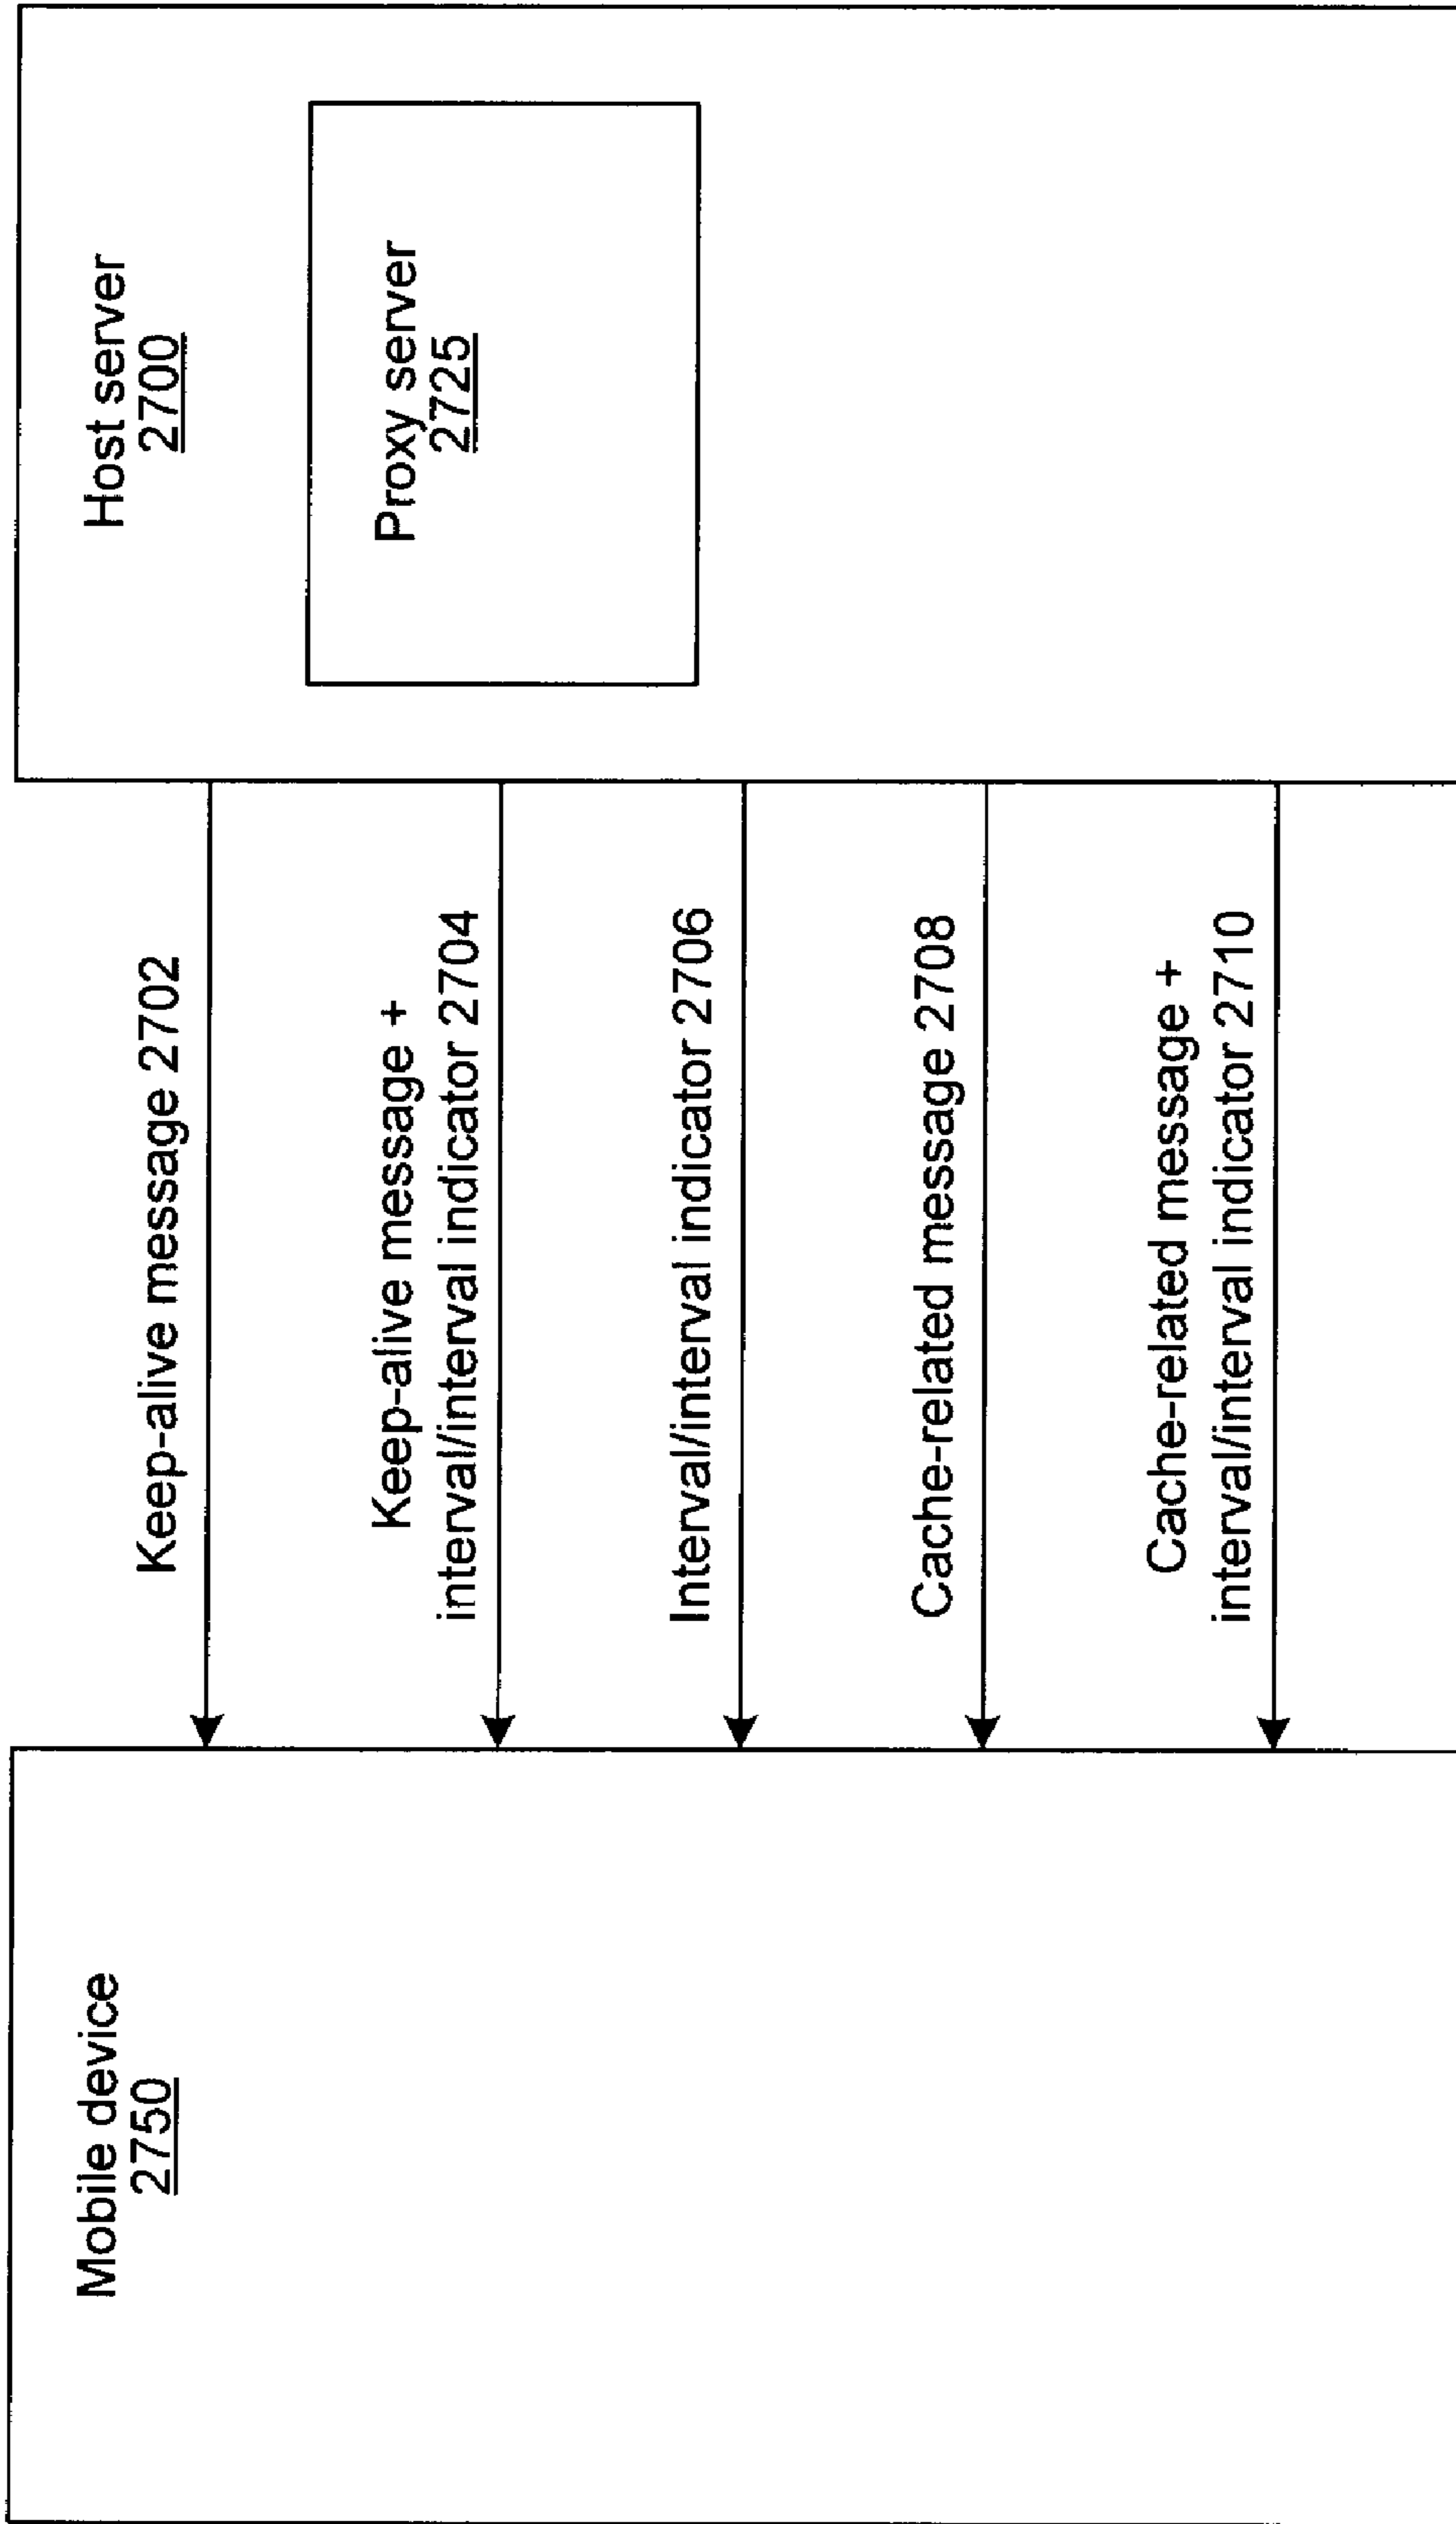 Mobile device
2750
Keep-alive message 2702
Keep-alive message +
interval/interval indicator 2704
Interval/interval indicator 2706
Cache-related message 2708
Cache-related message +
interval/interval indicator 2710
Host server
2700
Proxy server
2725